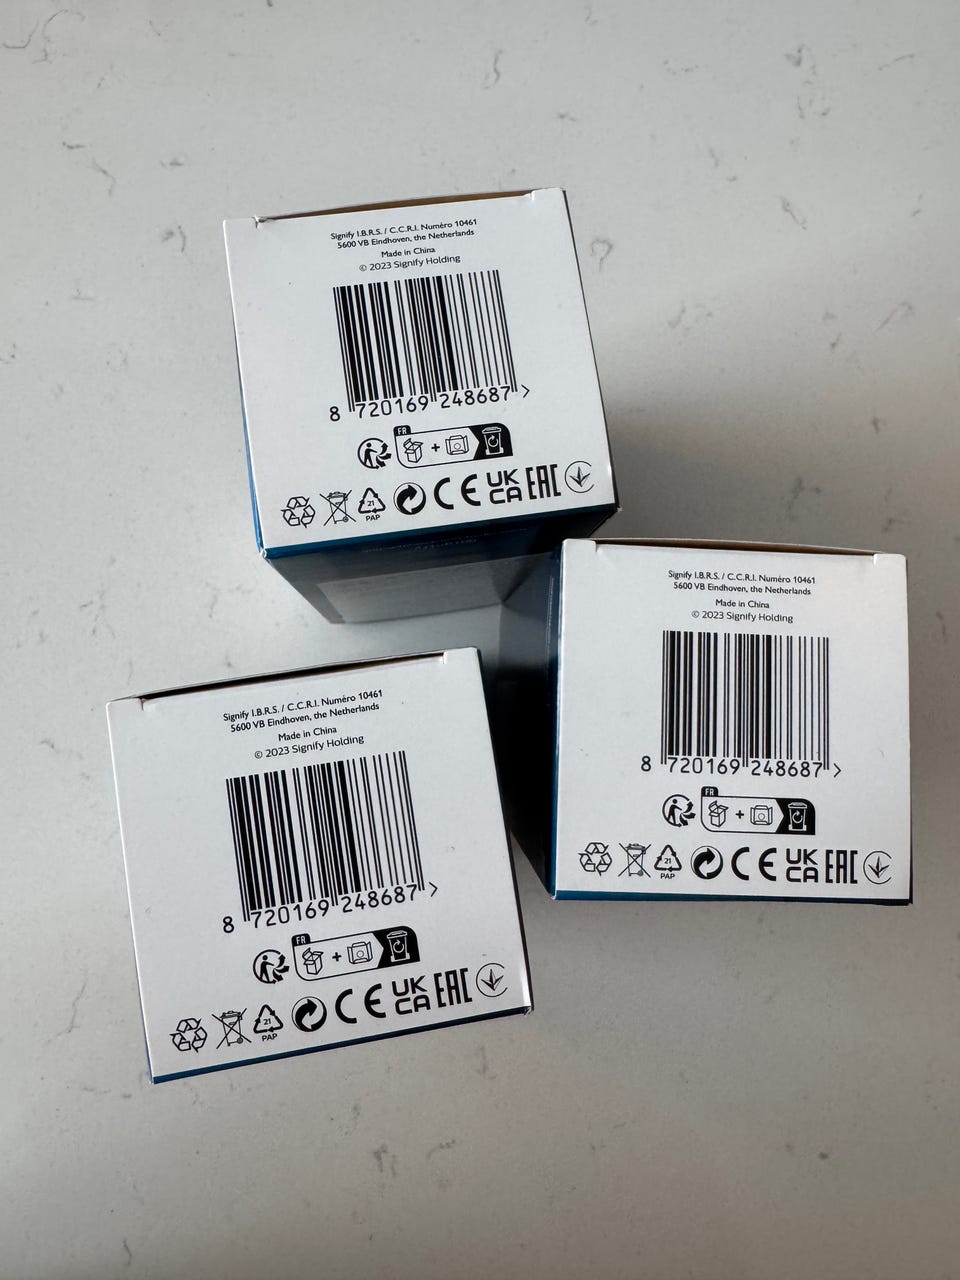 Signify I.B.R.S. / C.C.R.I. Numéro 10461
5600 VB Eindhoven, the Netherlands
Made in China
© 2023 Signify Holding
8 720169 248687 >
FR
+
21
PAP
CE
UK
CA
EAC
Signify I.B.R.S. / C.C.R.I. Numéro 10461
5600 VB Eindhoven, the Netherlands
Made in China
© 2023 Signify Holding
8 720169 248687 >
FR
+
21
PAP
CE
UK
CA
EAC
Signify I.B.R.S. / C.C.R.I. Numéro 10461
5600 VB Eindhoven, the Netherlands
Made in China
© 2023 Signify Holding
8 720169 248687 >
FR
+
21
PAP
CE
UK
CA
EAC